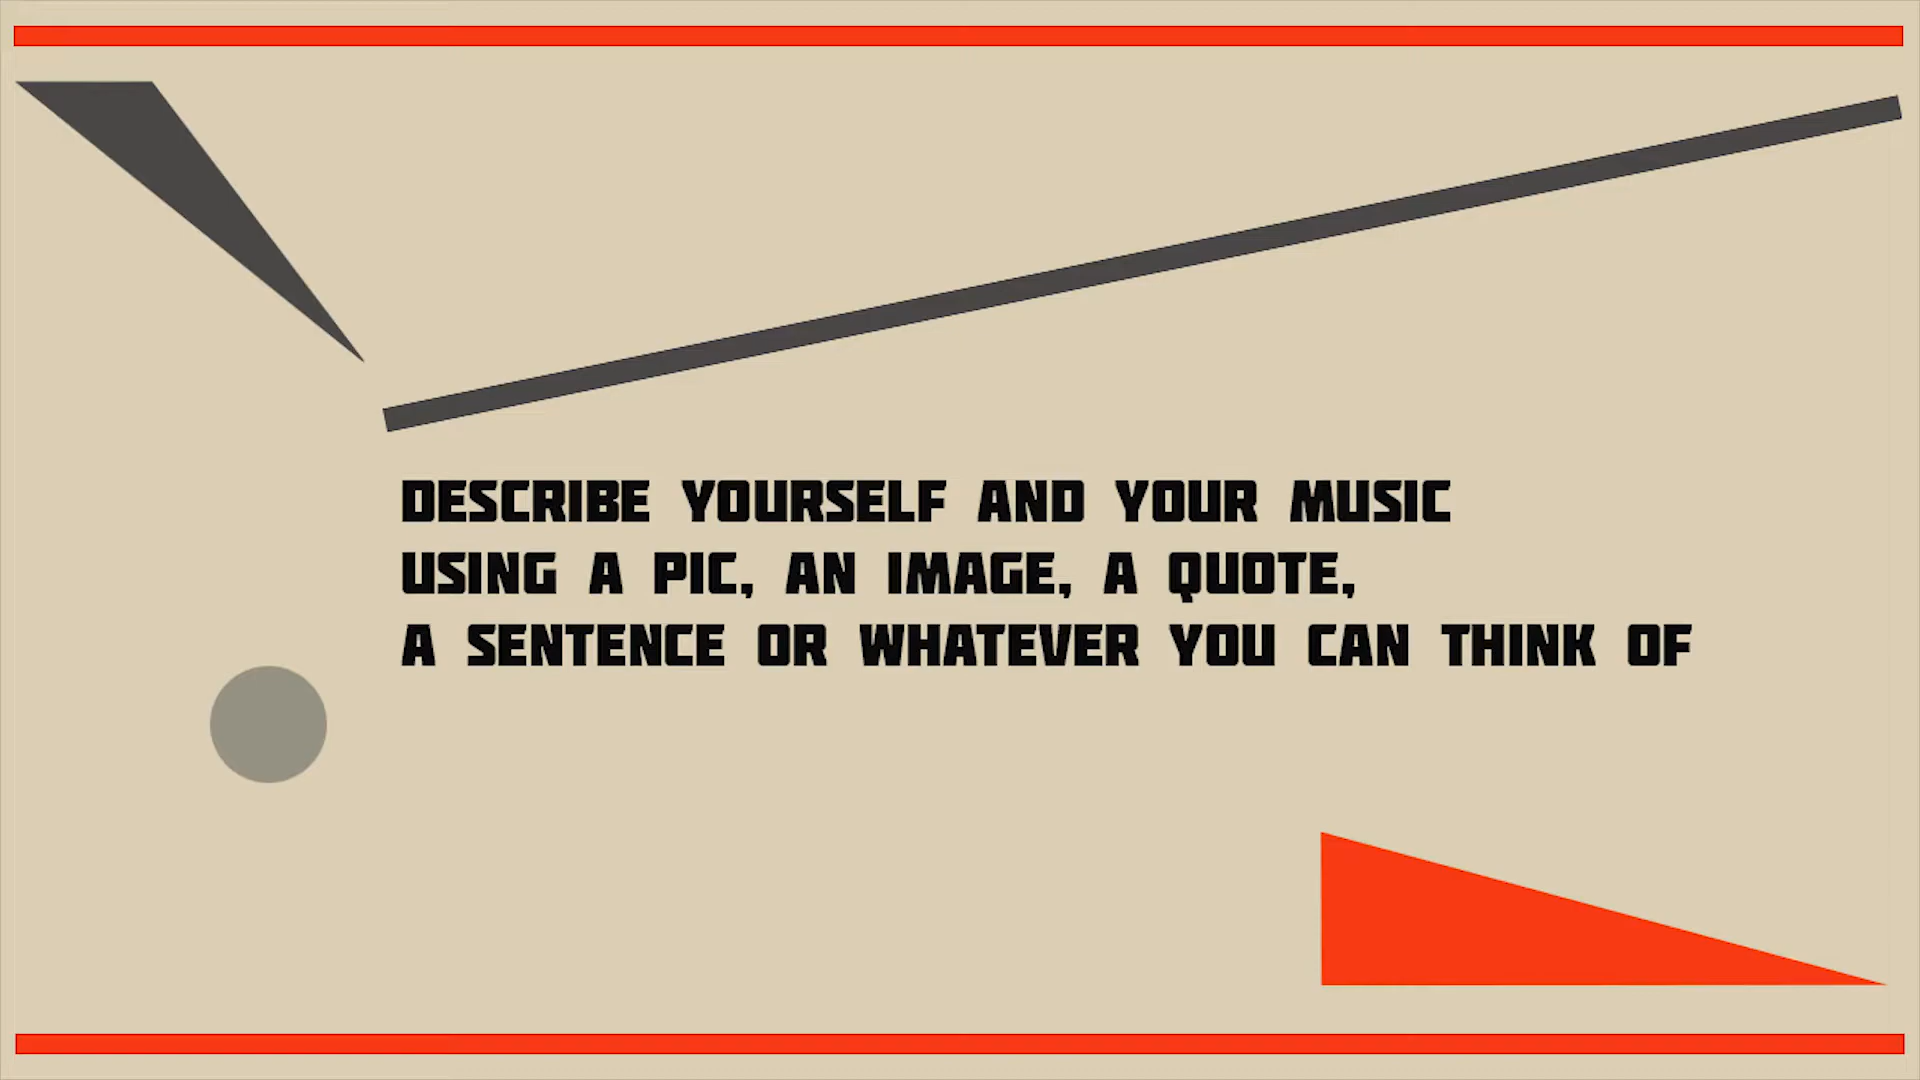 DESCRIBE YOURSELF AND YOUR MUSIC
USING A PIC, AN IMAGE, A QUOTE,
A SENTENCE OR WHATEVER YOU CAN THINK OF